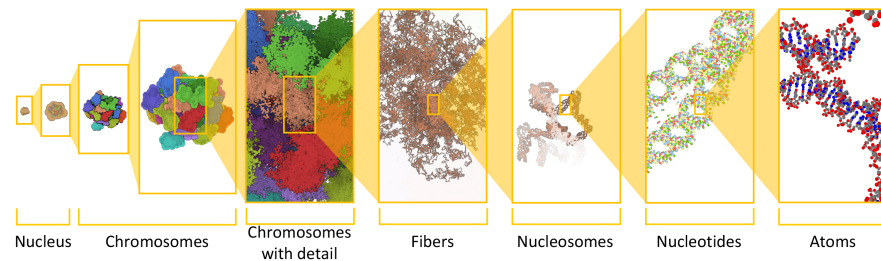 Nucleus
Chromosomes
Chromosomes
with detail
Fibers
Nucleosomes
Nucleotides
Atoms